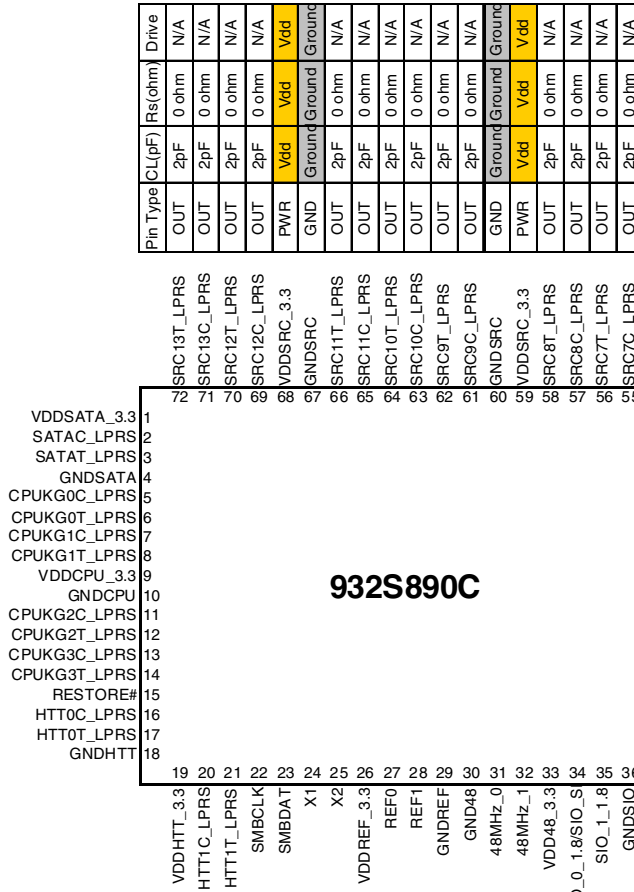 Drive N/A N/A N/A N/A Vdd Ground N/A N/A N/A N/A N/A N/A Ground Vdd N/A N/A N/A N/A
Rs(ohm) 0 ohm 0 ohm 0 ohm 0 ohm Vdd Ground 0 ohm 0 ohm 0 ohm 0 ohm 0 ohm 0 ohm Ground Vdd 0 ohm 0 ohm 0 ohm 0 ohm
CL(pF) 2pF 2pF 2pF 2pF Vdd Ground 2pF 2pF 2pF 2pF 2pF 2pF Ground Vdd 2pF 2pF 2pF 2pF
Pin Type OUT OUT OUT OUT PWR GND OUT OUT OUT OUT OUT OUT GND PWR OUT OUT OUT OUT
SRC13T_LPRS SRC13C_LPRS SRC12T_LPRS SRC12C_LPRS VDDSRC_3.3 GNDSRC SRC11T_LPRS SRC11C_LPRS SRC10T_LPRS SRC10C_LPRS SRC9T_LPRS SRC9C_LPRS GNDSRC VDDSRC_3.3 SRC8T_LPRS SRC8C_LPRS SRC7T_LPRS SRC7C_LPRS
72 71 70 69 68 67 66 65 64 63 62 61 60 59 58 57 56 55
VDDSATA_3.3 1
SATAC_LPRS 2
SATAT_LPRS 3
GNDSATA 4
CPUKG0C_LPRS 5
CPUKG0T_LPRS 6
CPUKG1C_LPRS 7
CPUKG1T_LPRS 8
VDDCPU_3.3 9
GNDCPU 10
CPUKG2C_LPRS 11
CPUKG2T_LPRS 12
CPUKG3C_LPRS 13
CPUKG3T_LPRS 14
RESTORE# 15
HTT0C_LPRS 16
HTT0T_LPRS 17
GNDHTT 18
932S890C
19 20 21 22 23 24 25 26 27 28 29 30 31 32 33 34 35 36
VDDHTT_3.3 HTT1C_LPRS HTT1T_LPRS SMBCLK SMBDAT X1 X2 VDDREF_3.3 REF0 REF1 GNDREF GND48 48MHz_0 48MHz_1 VDD48_3.3 SIO_1_1.8 GNDSIO